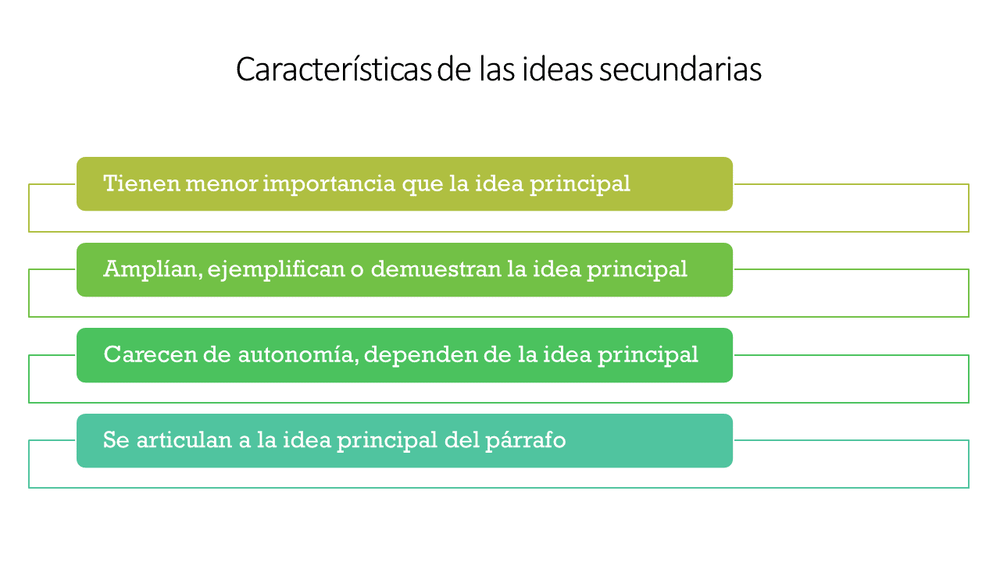 Características de las ideas secundarias
Tienen menor importancia que la idea principal
Amplían, ejemplifican o demuestran la idea principal
Carecen de autonomía, dependen de la idea principal
Se articulan a la idea principal del párrafo